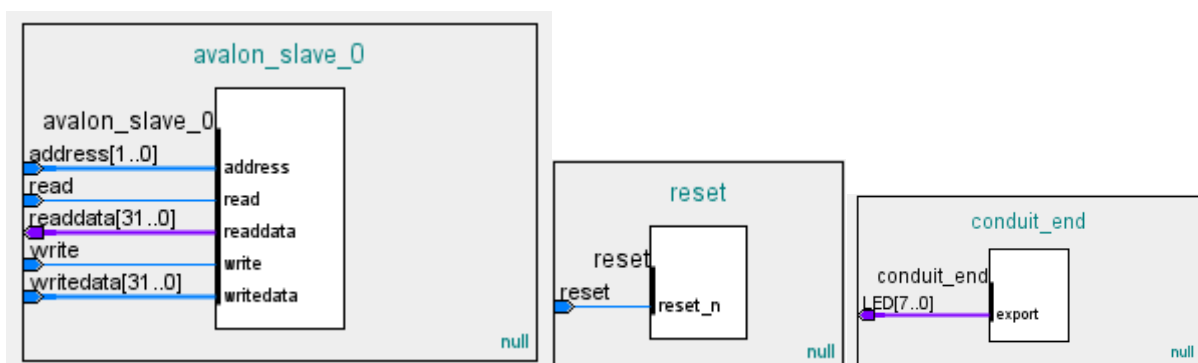 avalon_slave_0
avalon_slave_0
address[1..0]
address
read
read
readdata[31..0]
readdata
write
write
writedata[31..0]
writedata
null
reset
reset
reset
reset_n
null
conduit_end
conduit_end
LED[7..0]
export
null